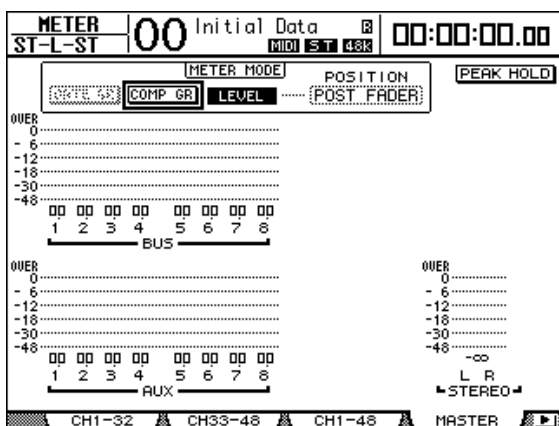 METER
ST-L-ST
00
Initial Data
R
MIDI ST 48k
00:00:00.00
METER MODE
POSITION
PEAK HOLD
GATE GR
COMP GR
LEVEL
POST FADER
OVER
0
- 6
-12
-18
-30
-48
00 00 00 00 00 00 00 00
1 2 3 4 5 6 7 8
BUS
OVER
0
- 6
-12
-18
-30
-48
00 00 00 00 00 00 00 00
1 2 3 4 5 6 7 8
AUX
OVER
0
- 6
-12
-18
-30
-48
-∞
L R
STEREO
CH1-32
CH33-48
CH1-48
MASTER